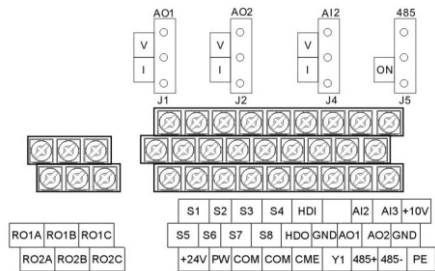 AO1 AO2 AI2 485
V V V
I I I ON
J1 J2 J4 J5
S1 S2 S3 S4 HDI AI2 AI3 +10V
RO1A RO1B RO1C S5 S6 S7 S8 HDO GND AO1 AO2 GND
RO2A RO2B RO2C +24V PW COM COM CME Y1 485+ 485- PE